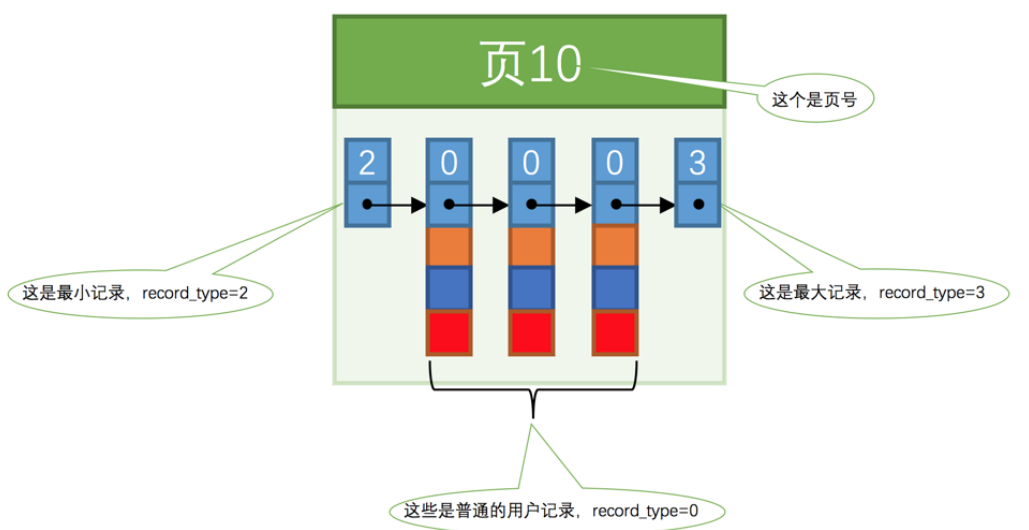 页10
这个是页号
2 0 0 0 3
这是最小记录，record_type=2
这是最大记录，record_type=3
这些是普通的用户记录，record_type=0